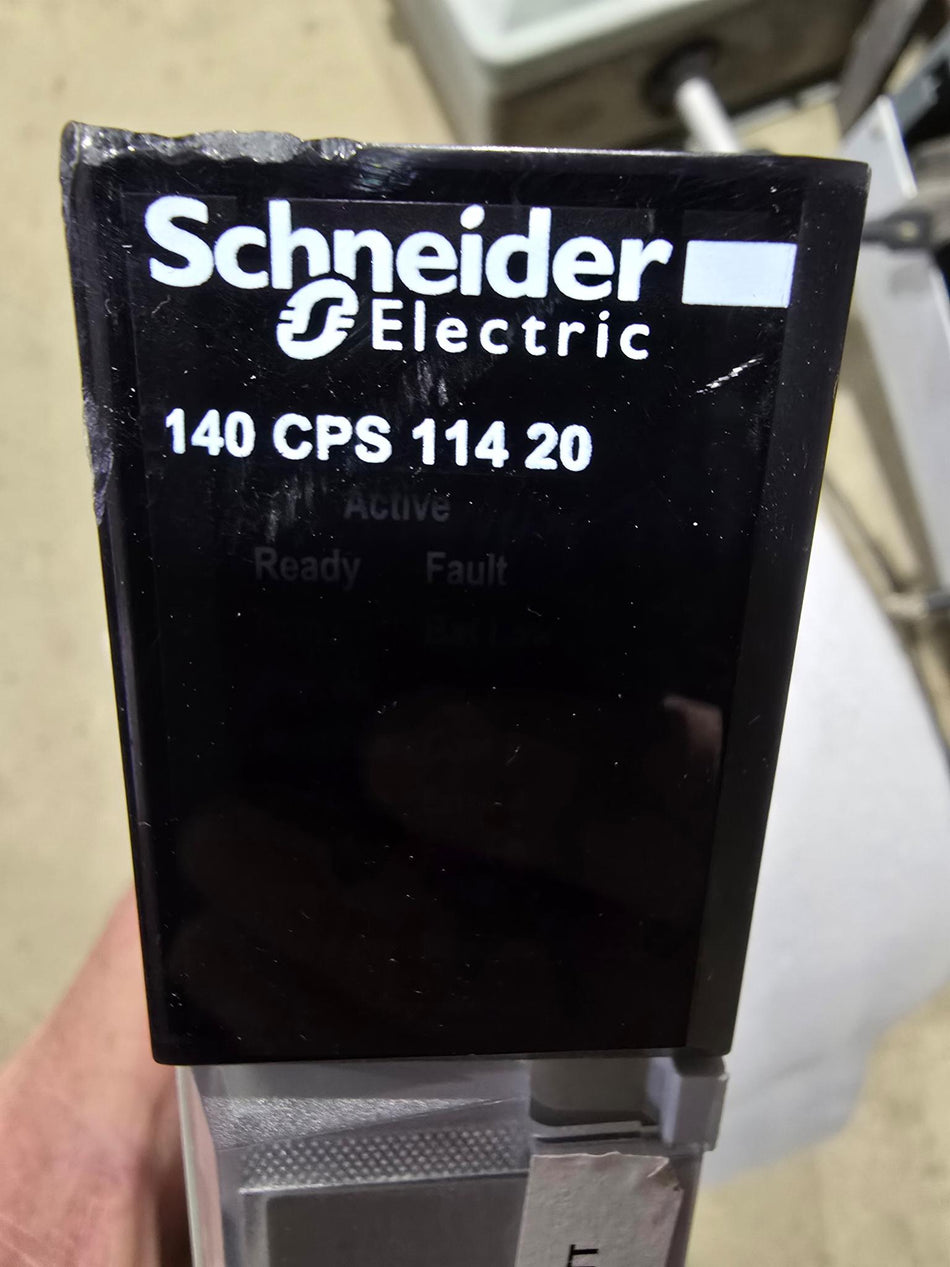 Schneider
Electric
140 CPS 114 20
Active
Ready Fault